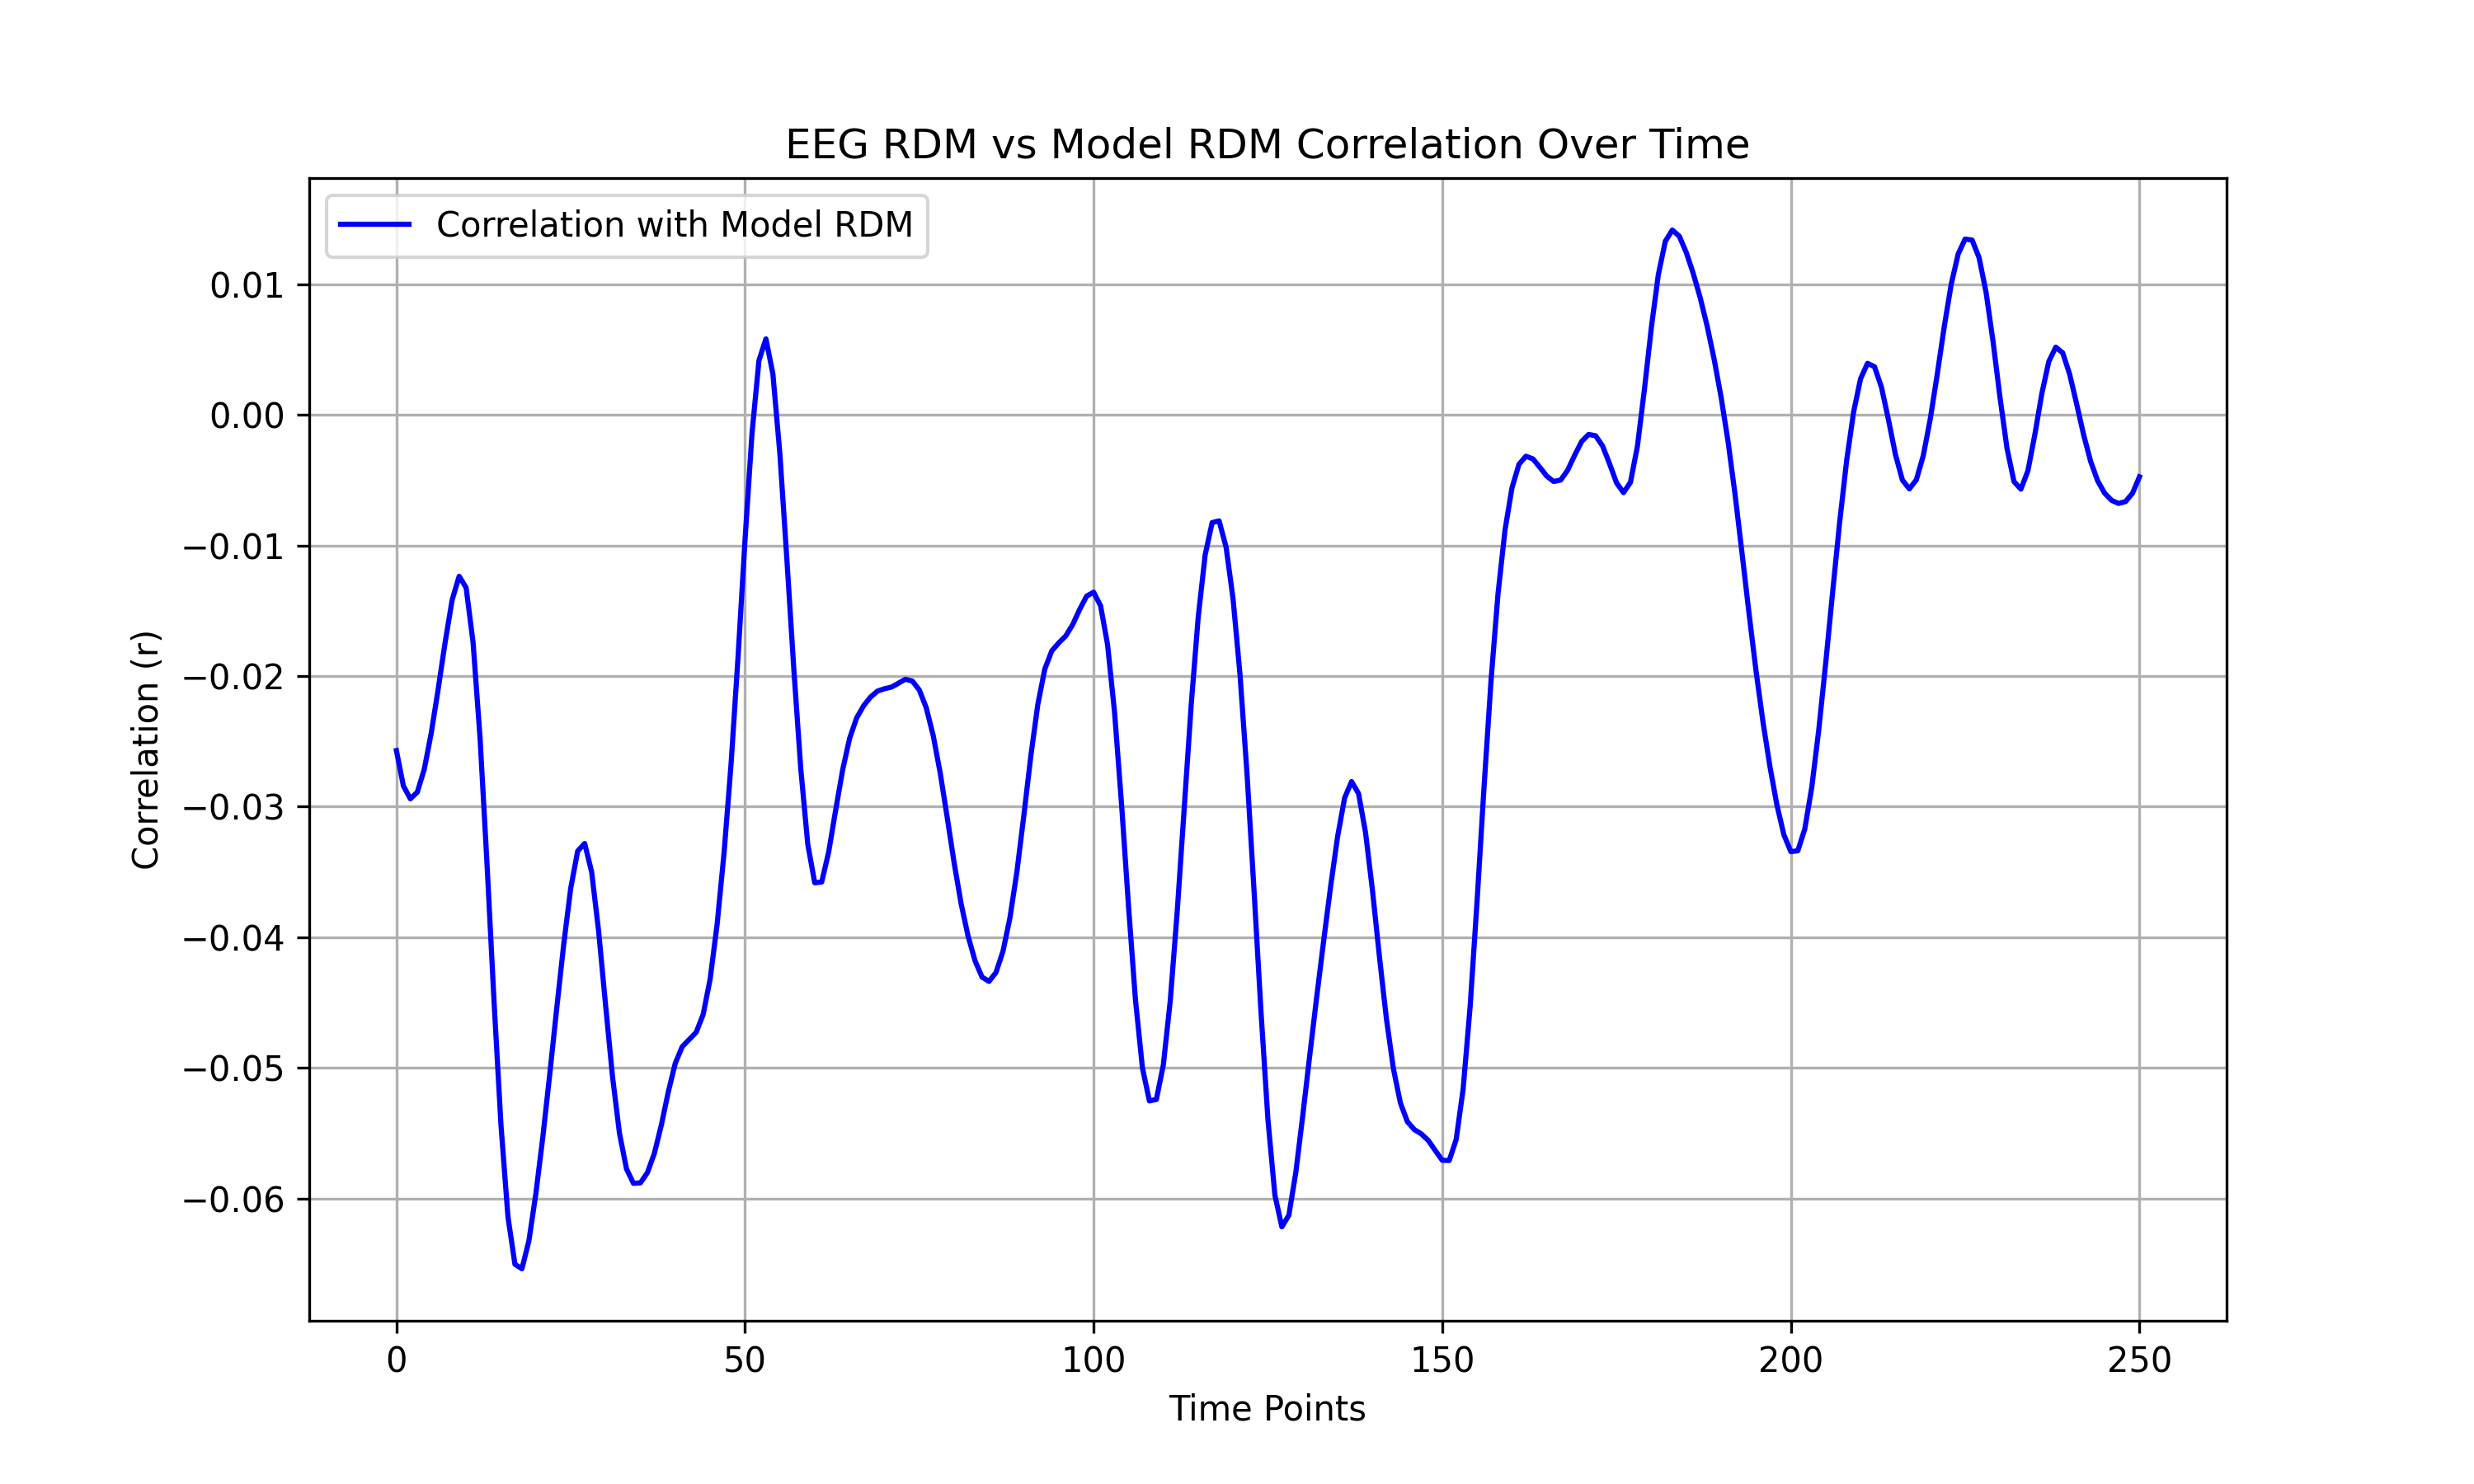 EEG RDM vs Model RDM Correlation Over Time
Correlation with Model RDM
0.01
0.00
−0.01
−0.02
−0.03
−0.04
−0.05
−0.06
Correlation (r)
0 50 100 150 200 250
Time Points